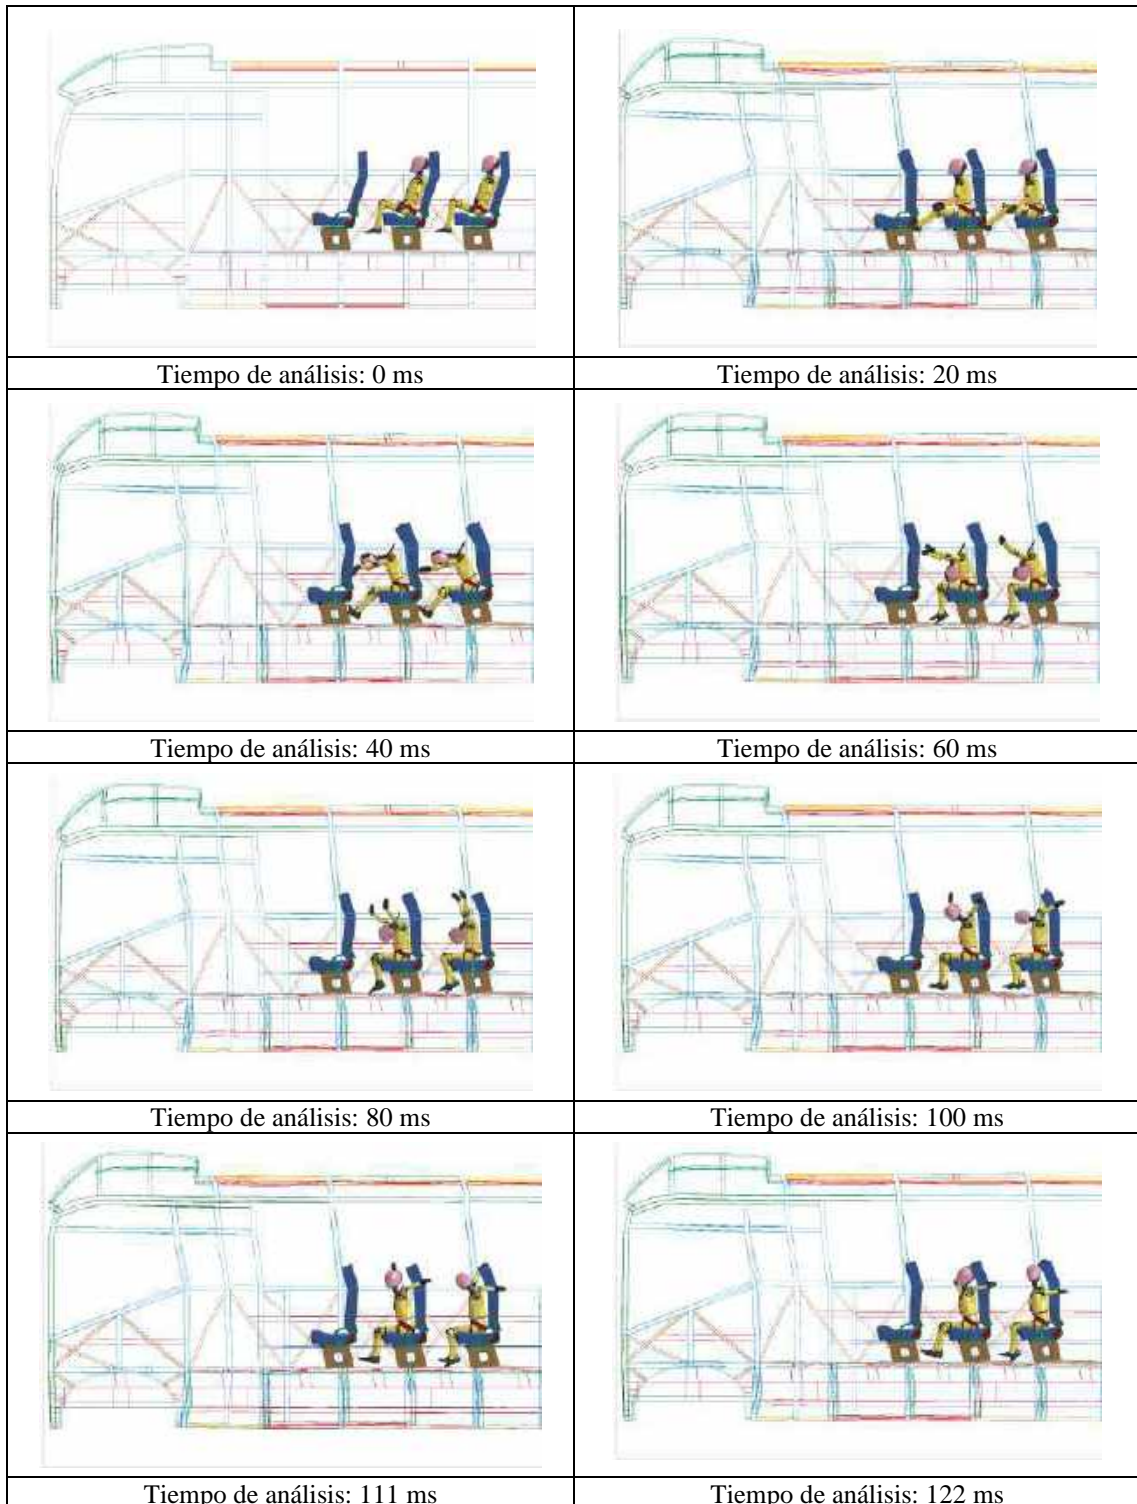 Tiempo de análisis: 0 ms
Tiempo de análisis: 20 ms
Tiempo de análisis: 40 ms
Tiempo de análisis: 60 ms
Tiempo de análisis: 80 ms
Tiempo de análisis: 100 ms
Tiempo de análisis: 111 ms
Tiempo de análisis: 122 ms